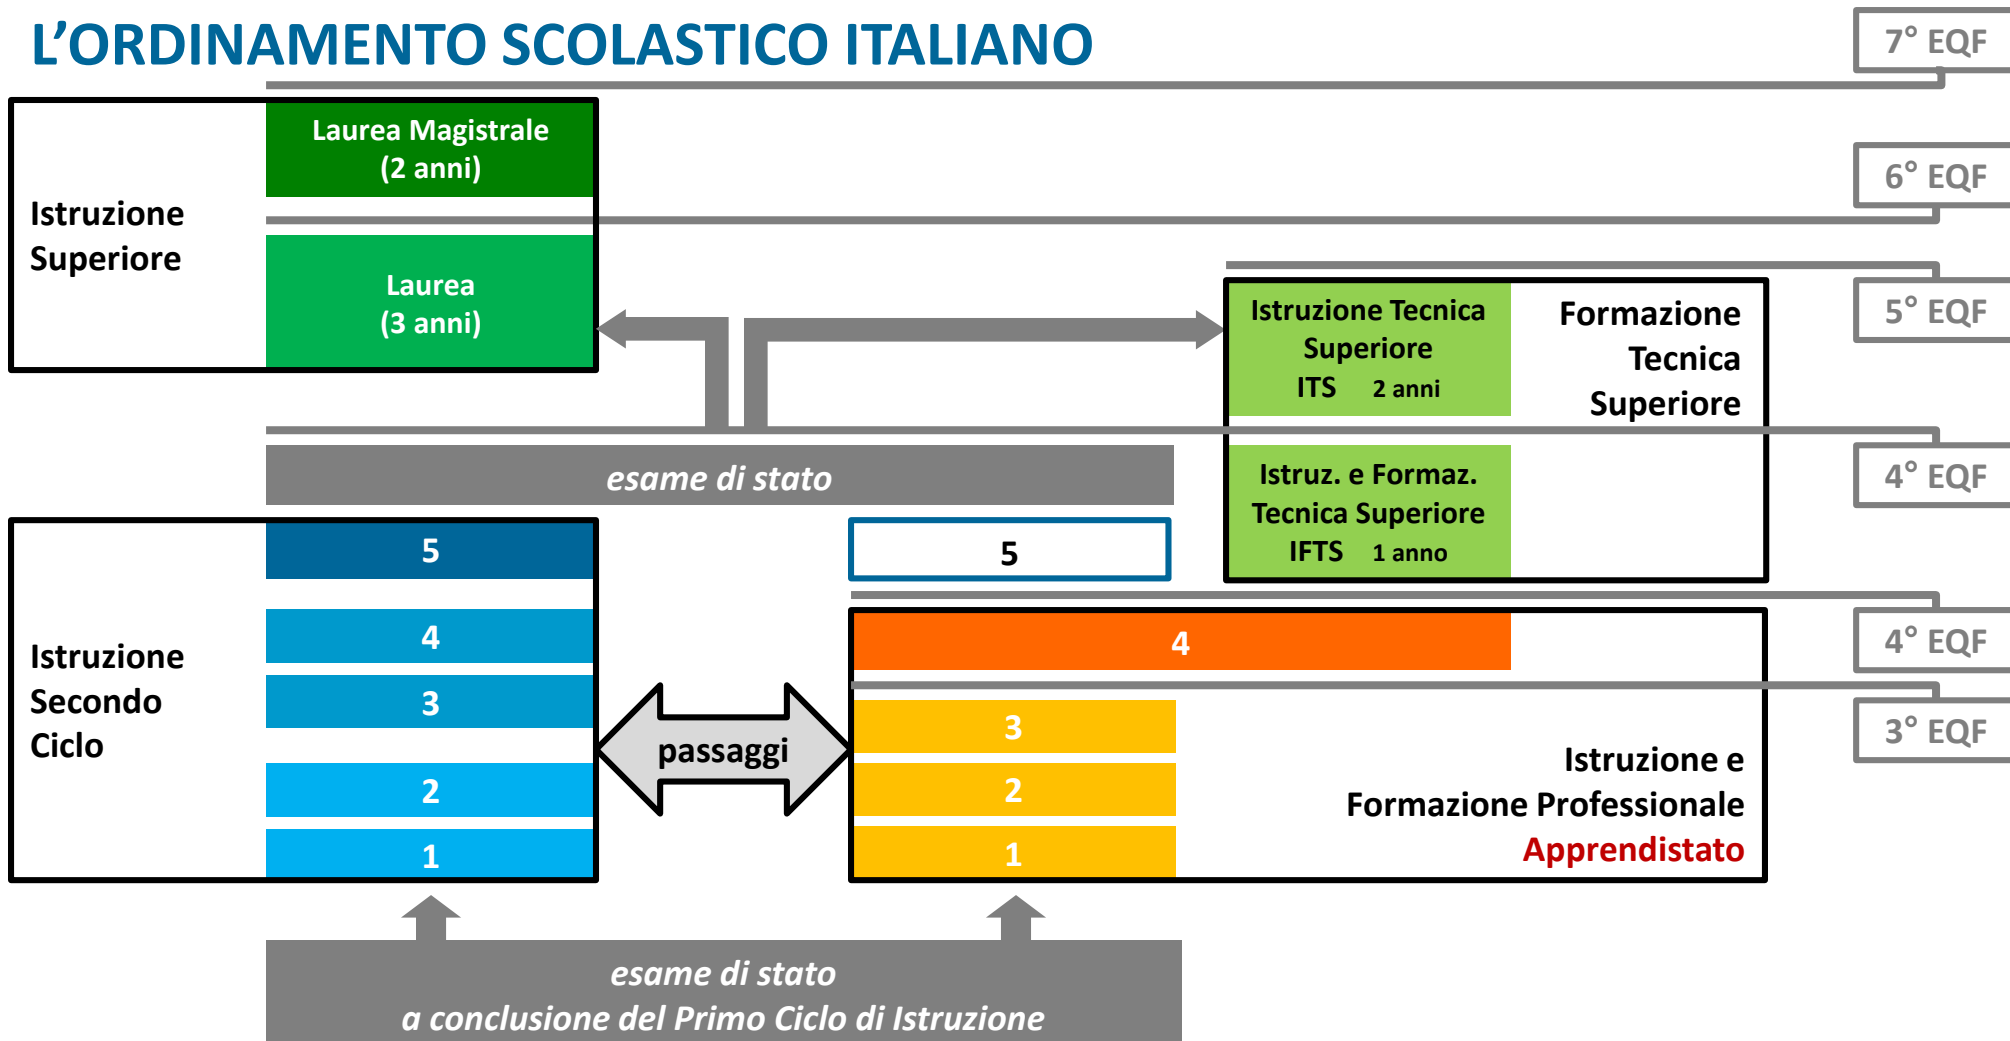 L'ORDINAMENTO SCOLASTICO ITALIANO
7° EQF
Laurea Magistrale
(2 anni)
6° EQF
Istruzione
Superiore
Laurea
(3 anni)
Istruzione Tecnica
Superiore
ITS 2 anni
Formazione
Tecnica
Superiore
5° EQF
esame di stato
Istruz. e Formaz.
Tecnica Superiore
IFTS 1 anno
4° EQF
5
5
Istruzione
Secondo
Ciclo
4
4
4° EQF
3
passaggi
3
3° EQF
2
2
1
1
Istruzione e
Formazione Professionale
Apprendistato
esame di stato
a conclusione del Primo Ciclo di Istruzione